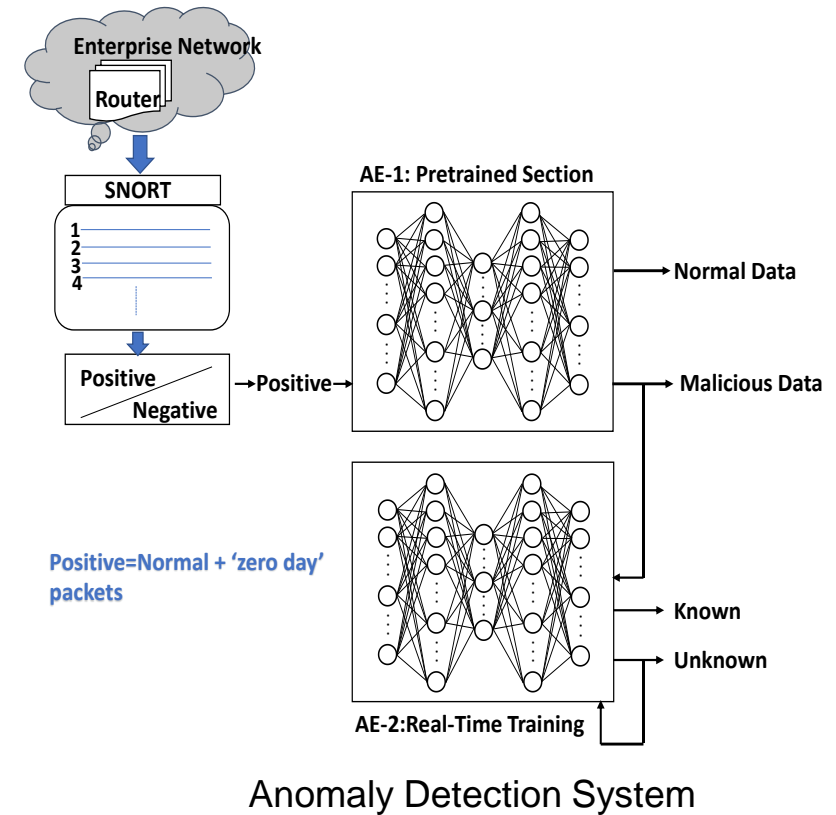 Enterprise Network
Router
SNORT
1
2
3
4
Positive
Negative
Positive
AE-1: Pretrained Section
Normal Data
Malicious Data
Positive=Normal + ‘zero day’
packets
Known
Unknown
AE-2:Real-Time Training
Anomaly Detection System